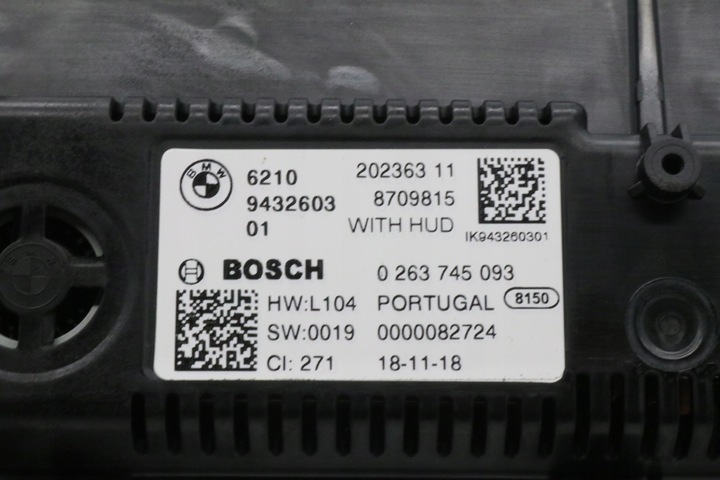 BMW
6210 202363 11
9432603 8709815
01 WITH HUD
IK943260301
BOSCH 0 263 745 093
HW:L104 PORTUGAL 8150
SW:0019 0000082724
CI: 271 18-11-18